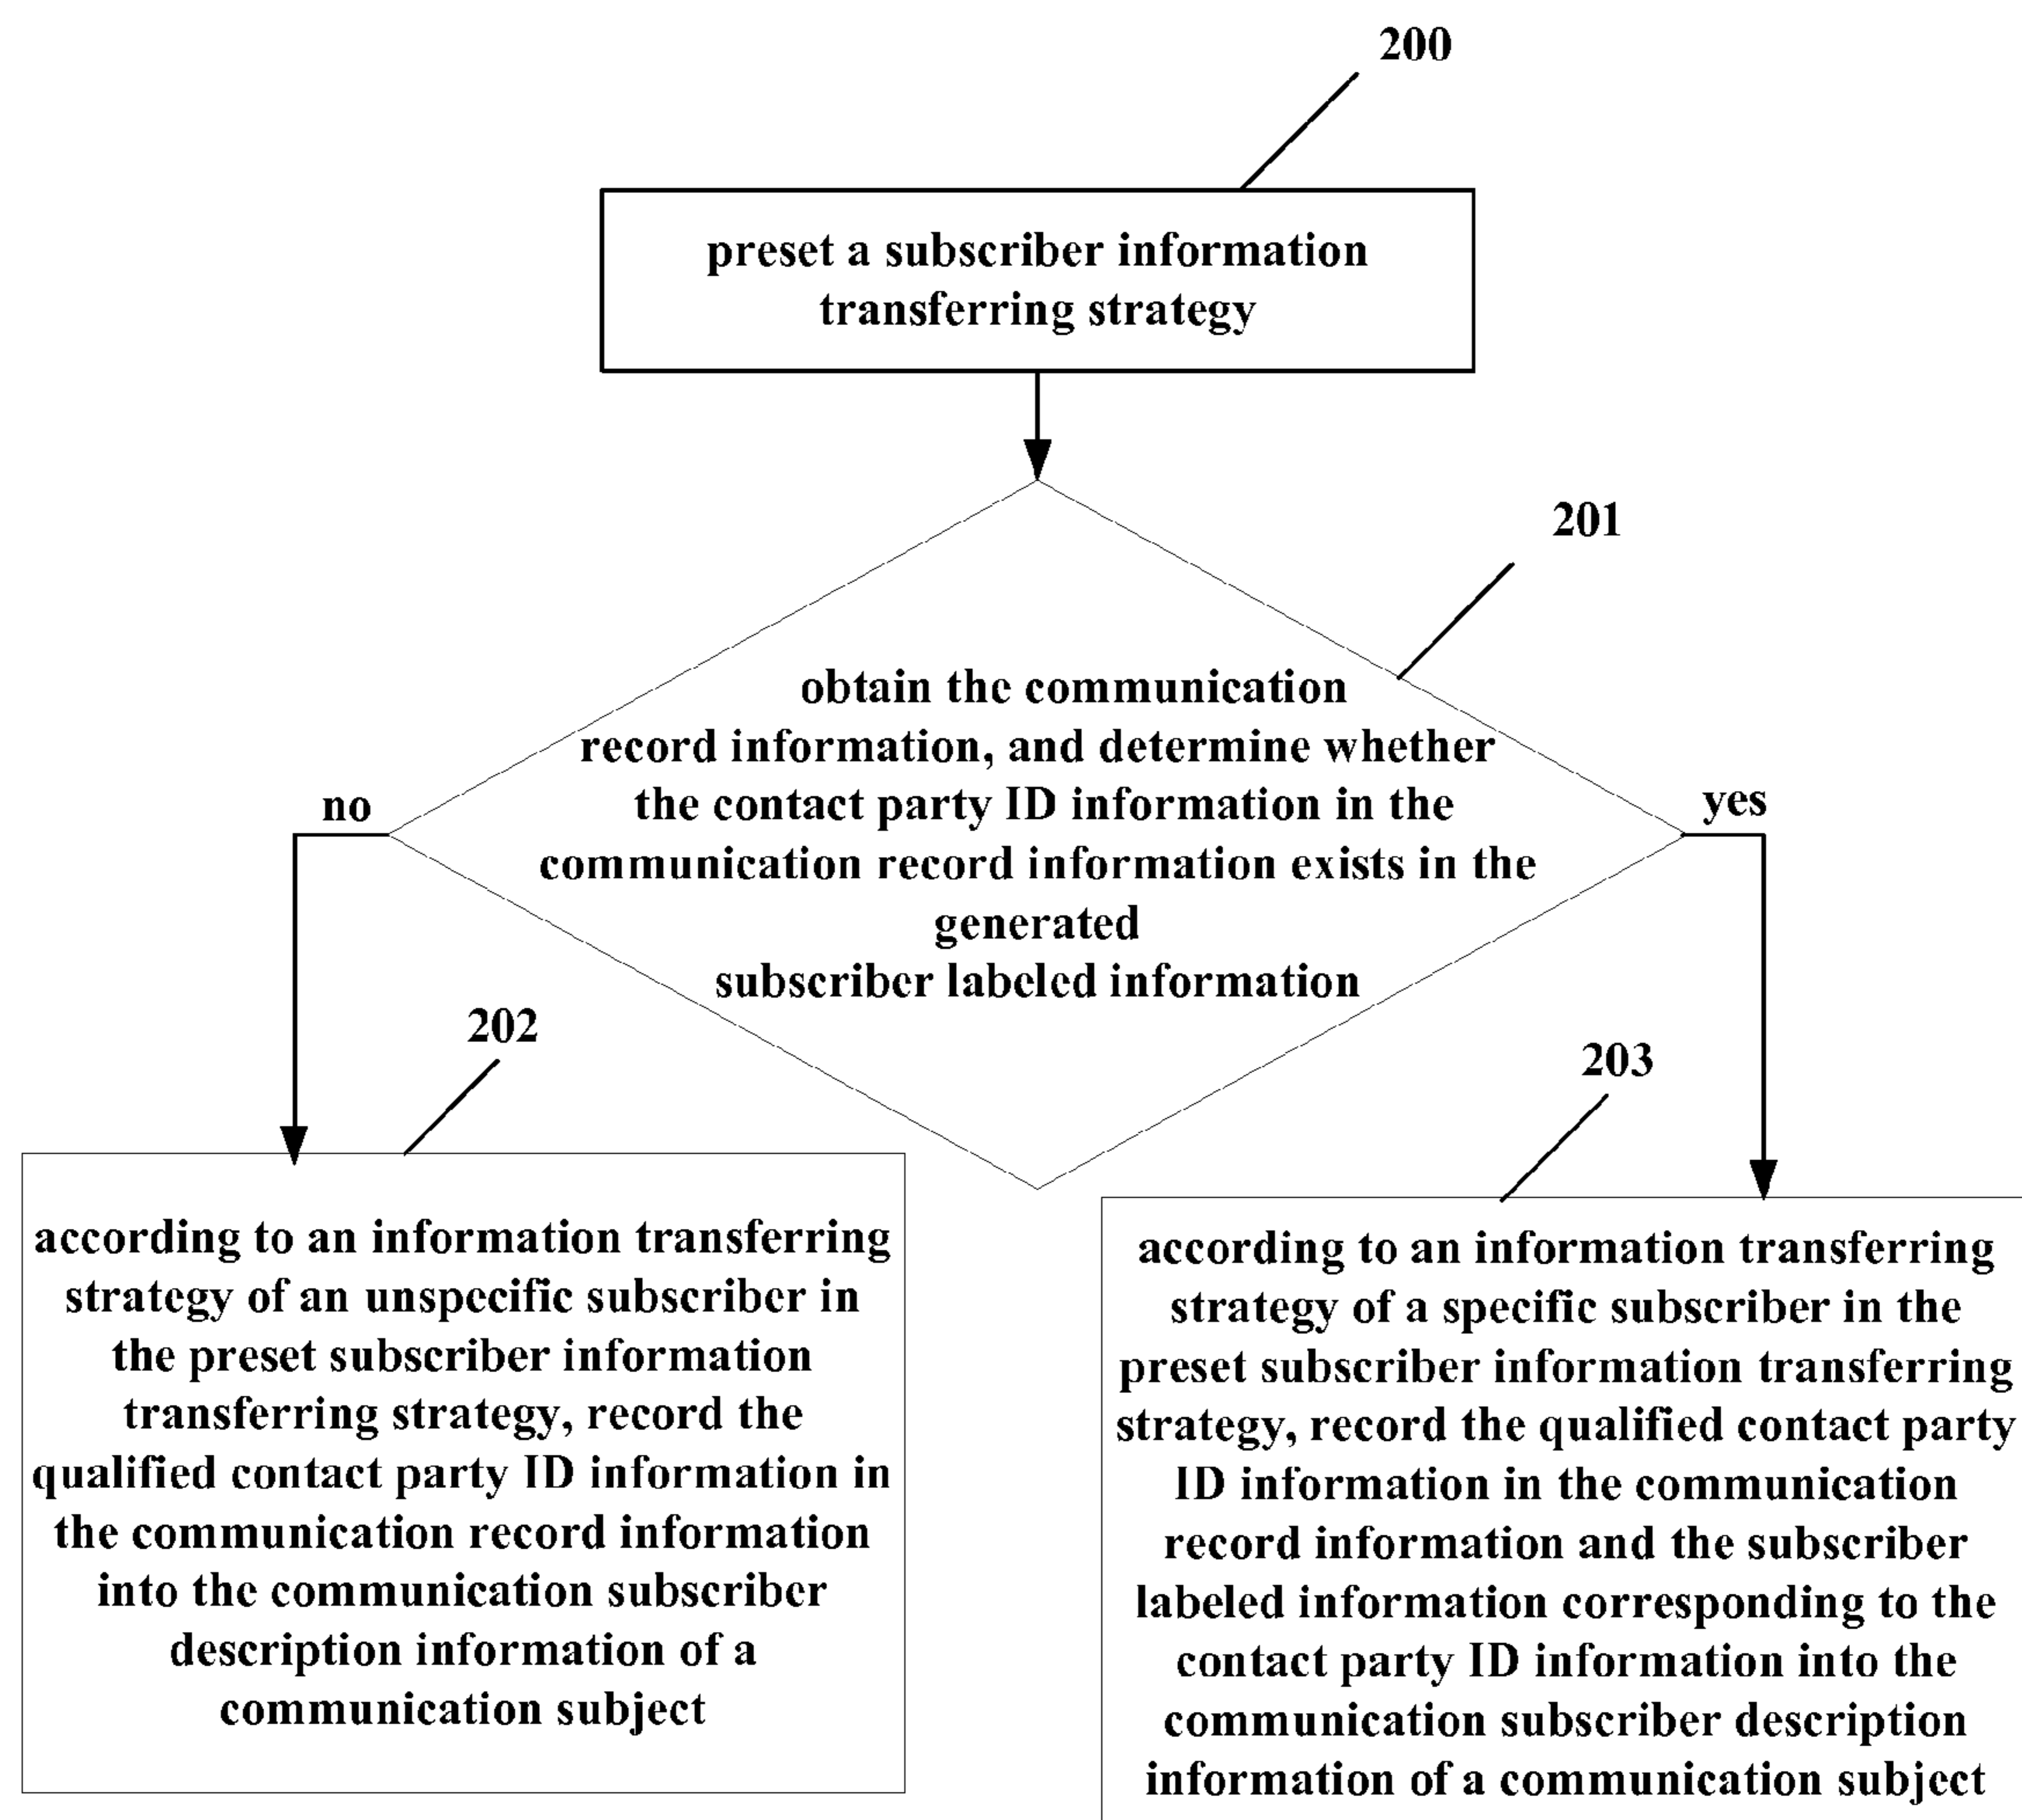 200
preset a subscriber information
transferring strategy
201
obtain the communication
record information, and determine whether
the contact party ID information in the
communication record information exists in the
generated
subscriber labeled information
no
yes
202
according to an information transferring
strategy of an unspecific subscriber in
the preset subscriber information
transferring strategy, record the
qualified contact party ID information in
the communication record information
into the communication subscriber
description information of a
communication subject
203
according to an information transferring
strategy of a specific subscriber in the
preset subscriber information transferring
strategy, record the qualified contact party
ID information in the communication
record information and the subscriber
labeled information corresponding to the
contact party ID information into the
communication subscriber description
information of a communication subject